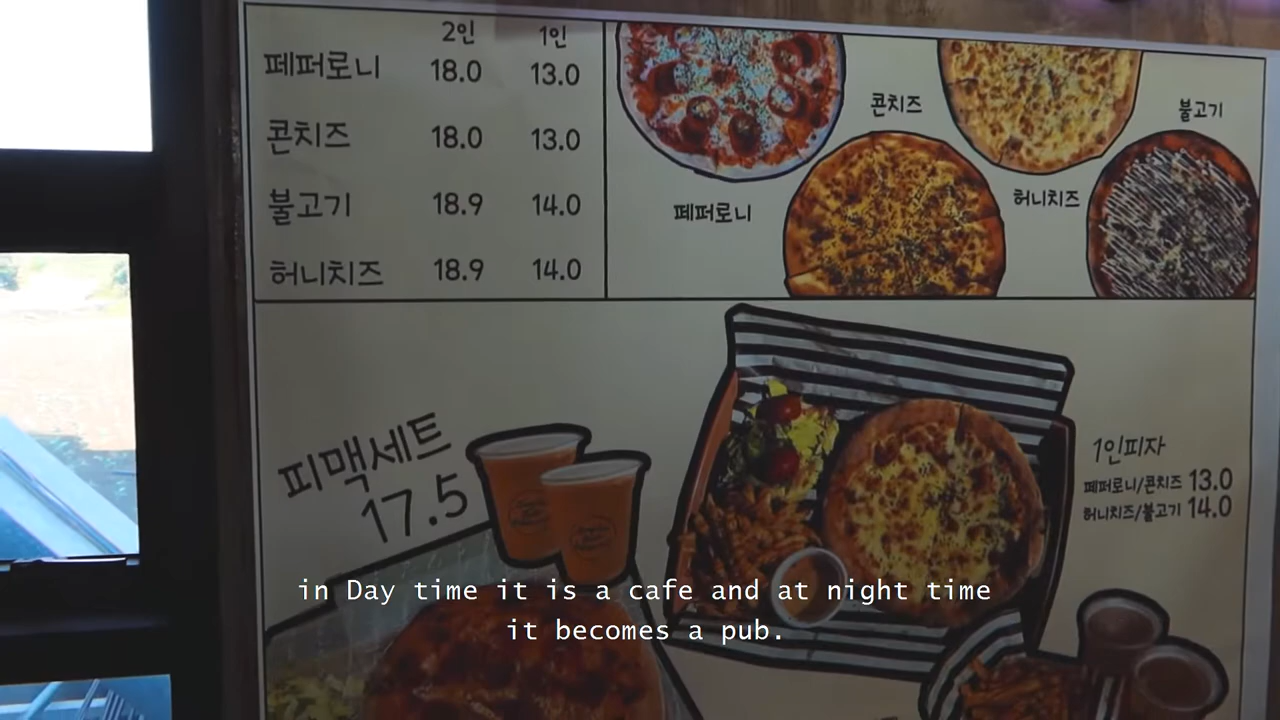 2인 1인
페퍼로니 18.0 13.0
콘치즈 18.0 13.0
불고기 18.9 14.0
허니치즈 18.9 14.0
콘치즈
불고기
허니치즈
페퍼로니
피맥세트
17.5
1인피자
페퍼로니/콘치즈 13.0
허니치즈/불고기 14.0
in Day time it is a cafe and at night time
it becomes a pub.